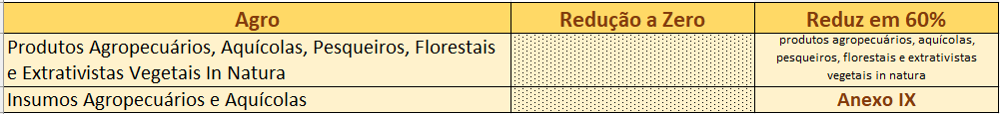 Agro Redução a Zero Reduz em 60%
Produtos Agropecuários, Aquícolas, Pesqueiros, Florestais
e Extrativistas Vegetais In Natura
produtos agropecuários, aquícolas,
pesqueiros, florestais e extrativistas
vegetais in natura
Insumos Agropecuários e Aquícolas Anexo IX